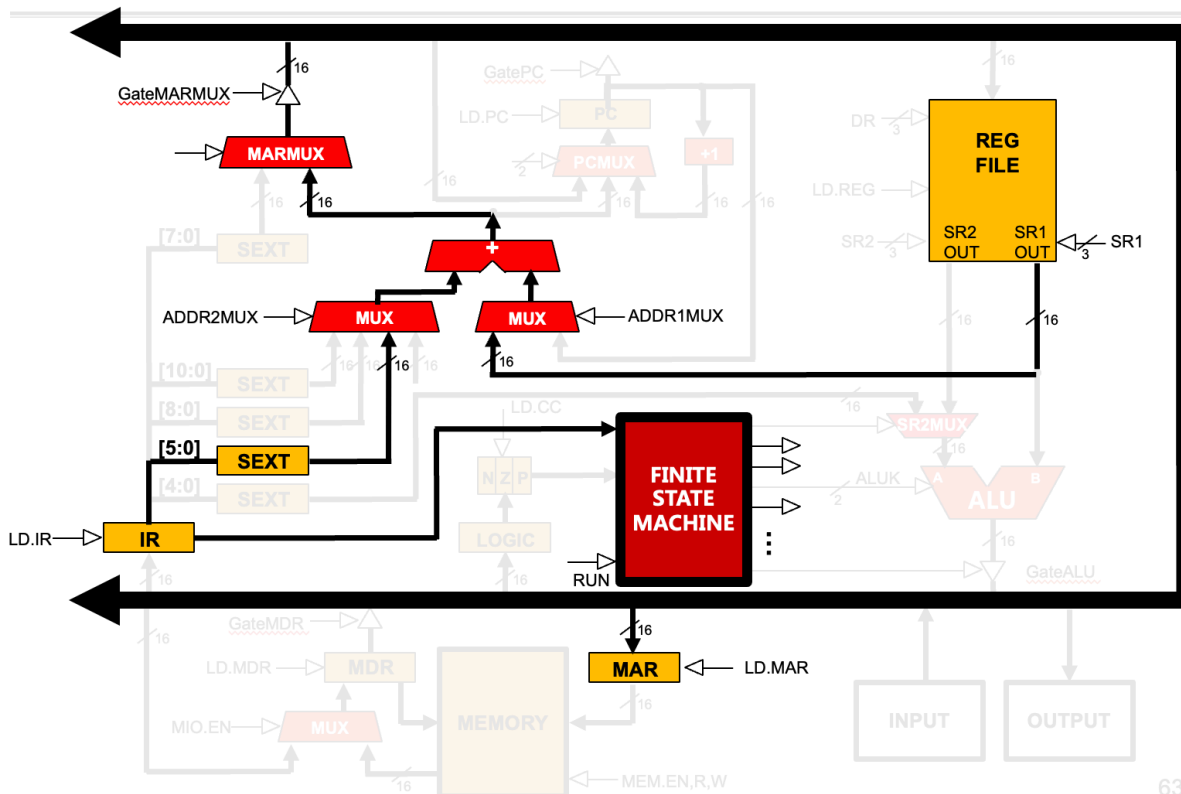 16
GateMARMUX
MARMUX
16
16
[7:0]
SEXT
GatePC
LD.PC
PC
2
PCMUX
+1
16
16
16
16
16
DR
3
LD.REG
SR2
3
REG
FILE
SR2
OUT
SR1
OUT
3
SR1
16
16
+
ADDR2MUX
MUX
MUX
ADDR1MUX
16
16
16
16
16
[10:0]
SEXT
[8:0]
SEXT
[5:0]
SEXT
[4:0]
SEXT
LD.IR
IR
16
LD.CC
N Z P
LOGIC
16
FINITE
STATE
MACHINE
RUN
...
16
SR2MUX
16
ALUK
2
A
B
ALU
16
GateALU
16
GateMDR
LD.MDR
MDR
MIO.EN
MUX
16
MEMORY
16
MAR
LD.MAR
16
MEM.EN,R,W
INPUT
OUTPUT
63